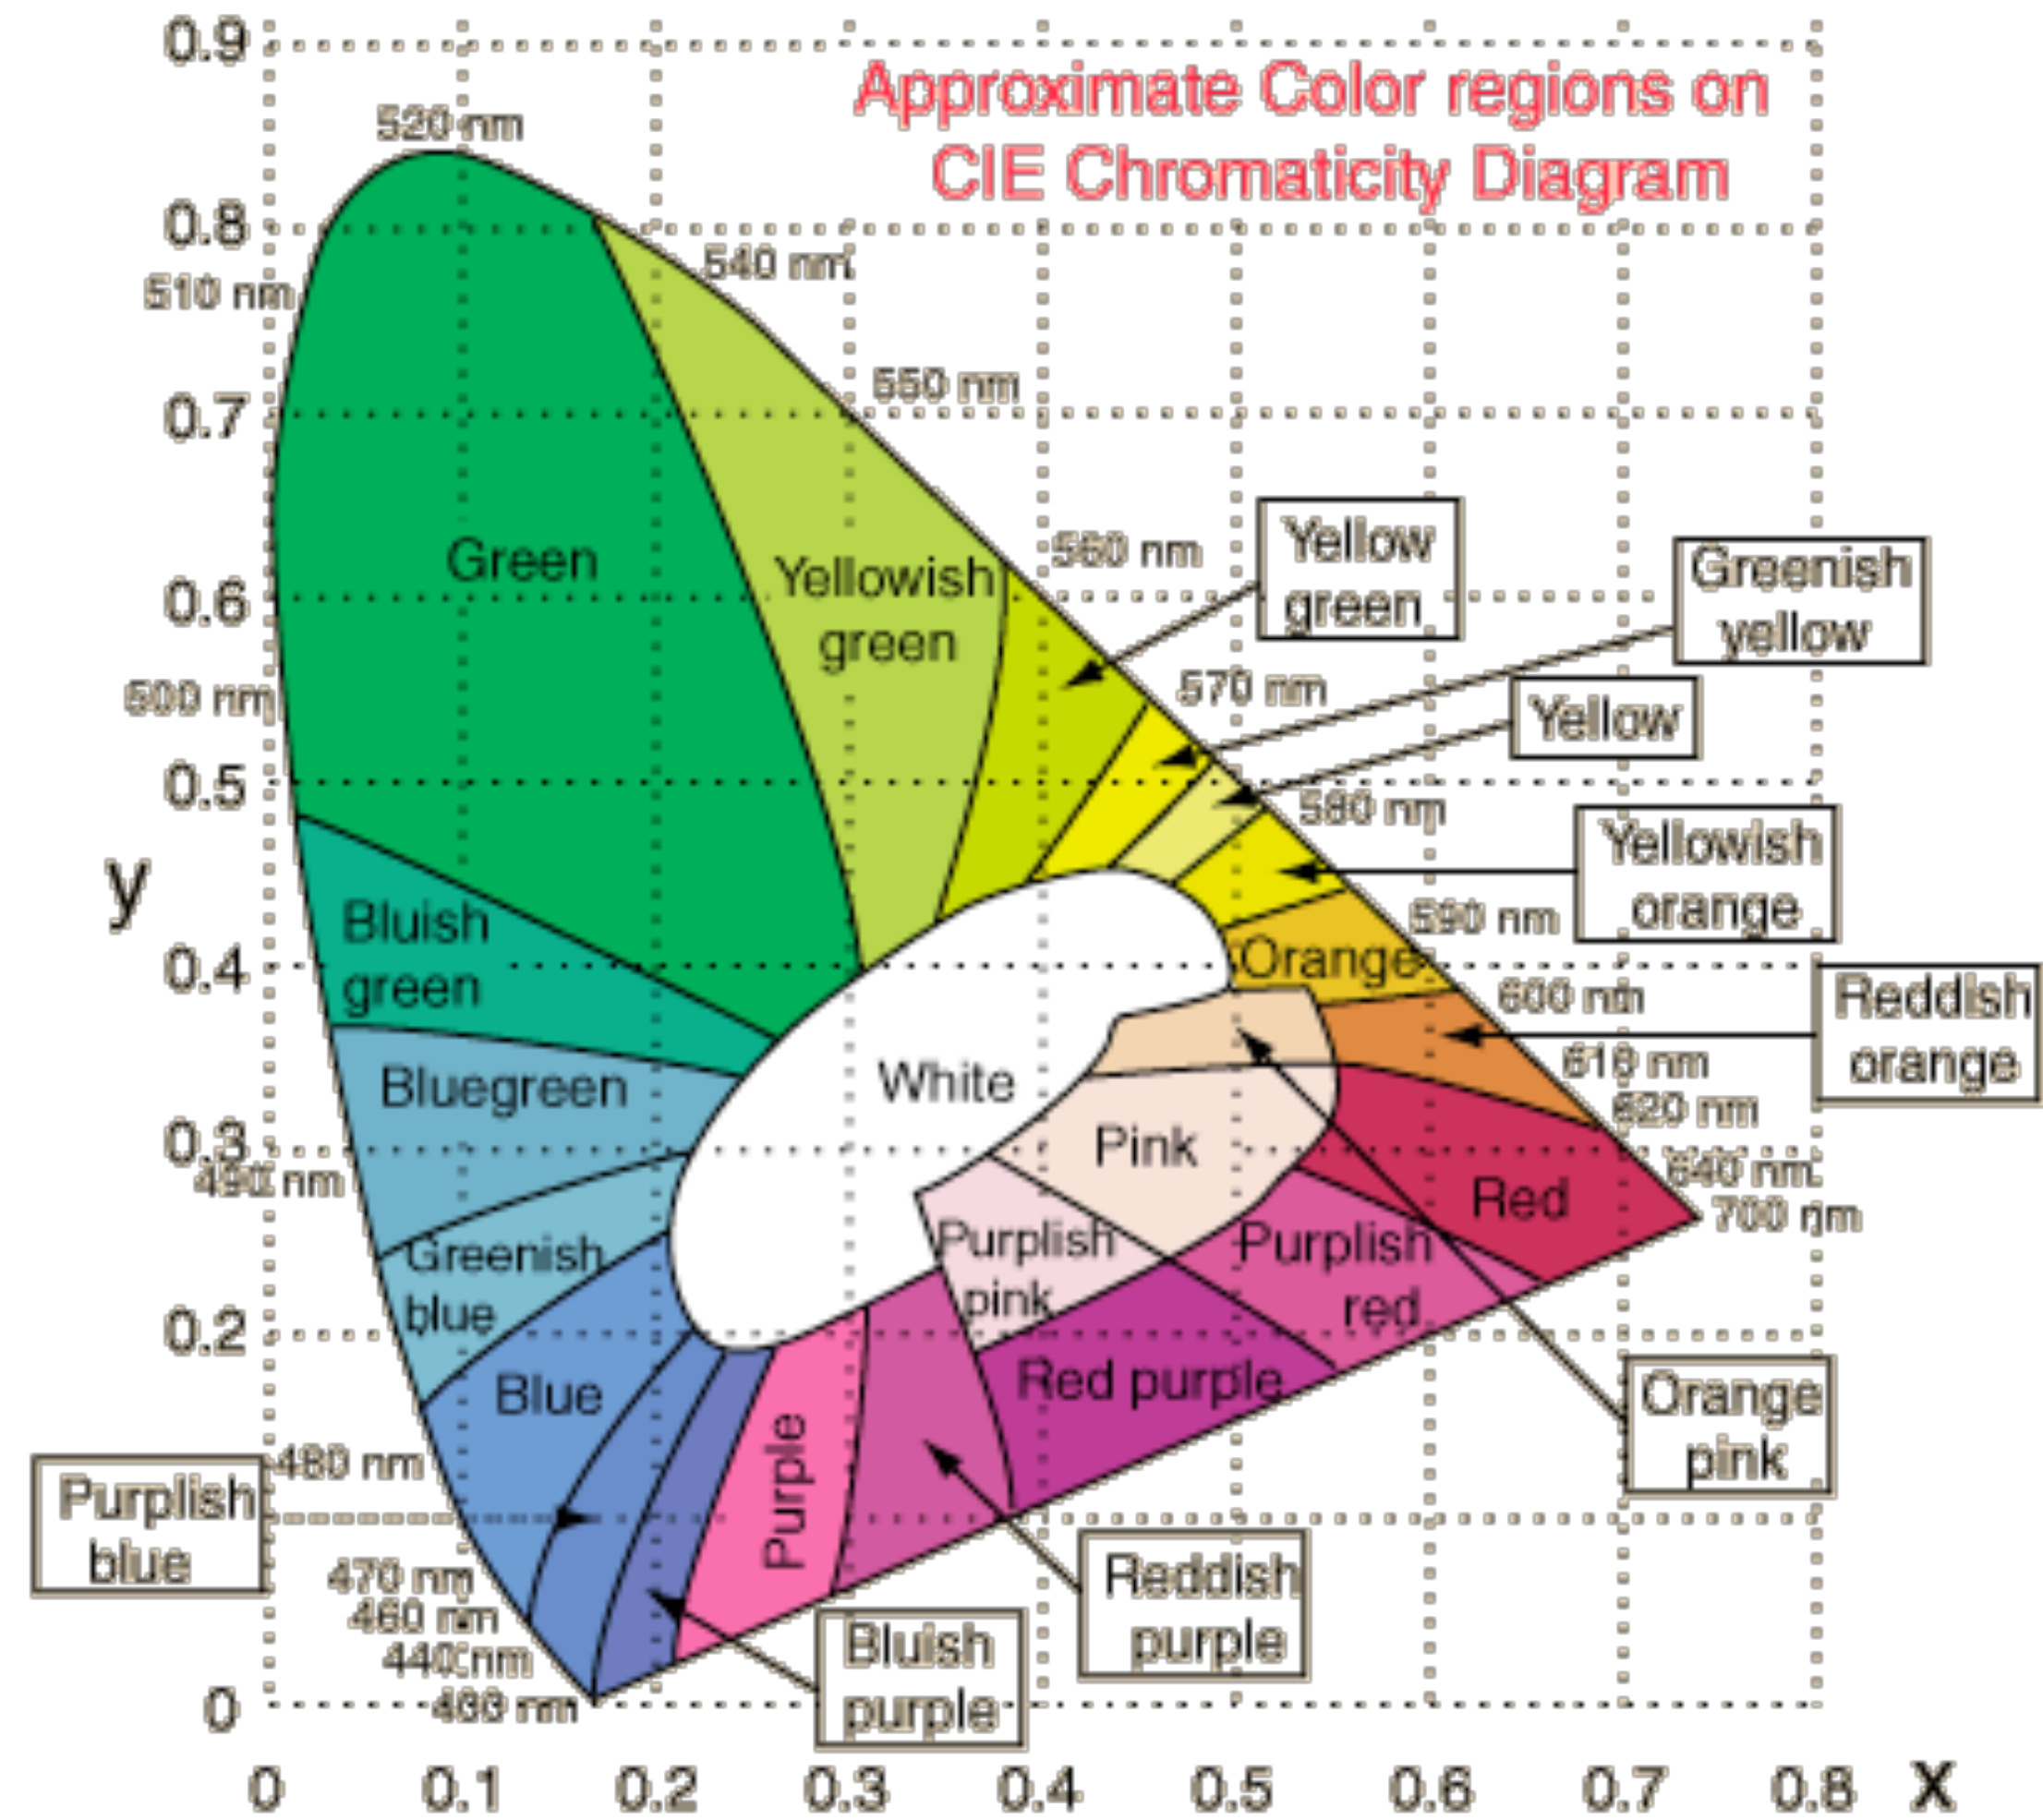 0.9
Approximate Color regions on
CIE Chromaticity Diagram
520 nm
0.8
540 nm
510 nm
550 nm
0.7
Yellow
green
560 nm
Greenish
yellow
Green
Yellowish
green
0.6
570 nm
500 nm
Yellow
0.5
580 nm
Yellowish
orange
y
590 nm
Bluish
green
Orange
0.4
600 nm
Reddish
orange
White
Bluegreen
610 nm
620 nm
Pink
0.3
490 nm
640 nm
Red
700 nm
Greenish
blue
Purplish
pink
Purplish
red
0.2
Blue
Red purple
Orange
pink
Purple
480 nm
Purplish
blue
470 nm
460 nm
440 nm
Reddish
purple
Bluish
purple
0
400 nm
0 0.1 0.2 0.3 0.4 0.5 0.6 0.7 0.8 x